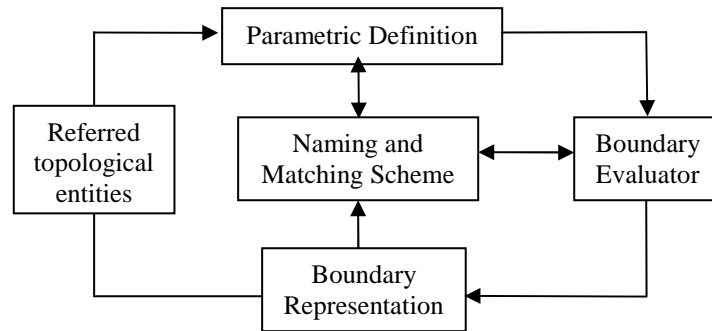 Parametric Definition
Referred
topological
entities
Naming and
Matching Scheme
Boundary
Evaluator
Boundary
Representation